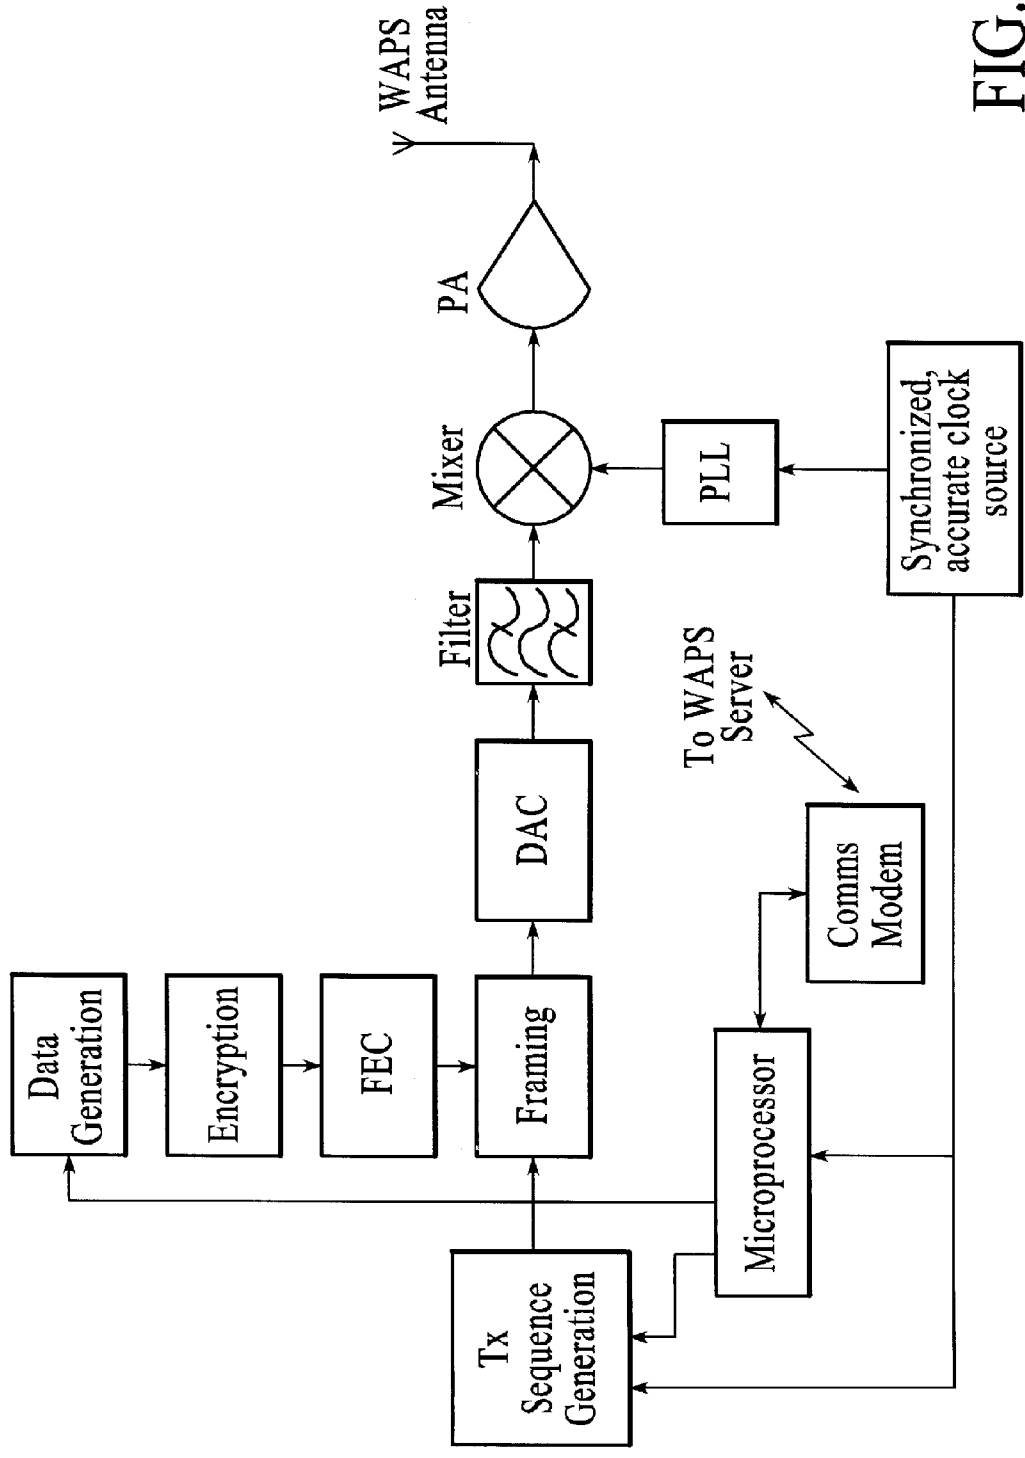 Data
Generation
Encryption
FEC
Tx
Sequence
Generation
Framing
DAC
Filter
Mixer
PA
WAPS
Antenna
PLL
Microprocessor
Comms
Modem
To WAPS
Server
Synchronized,
accurate clock
source
FIG.